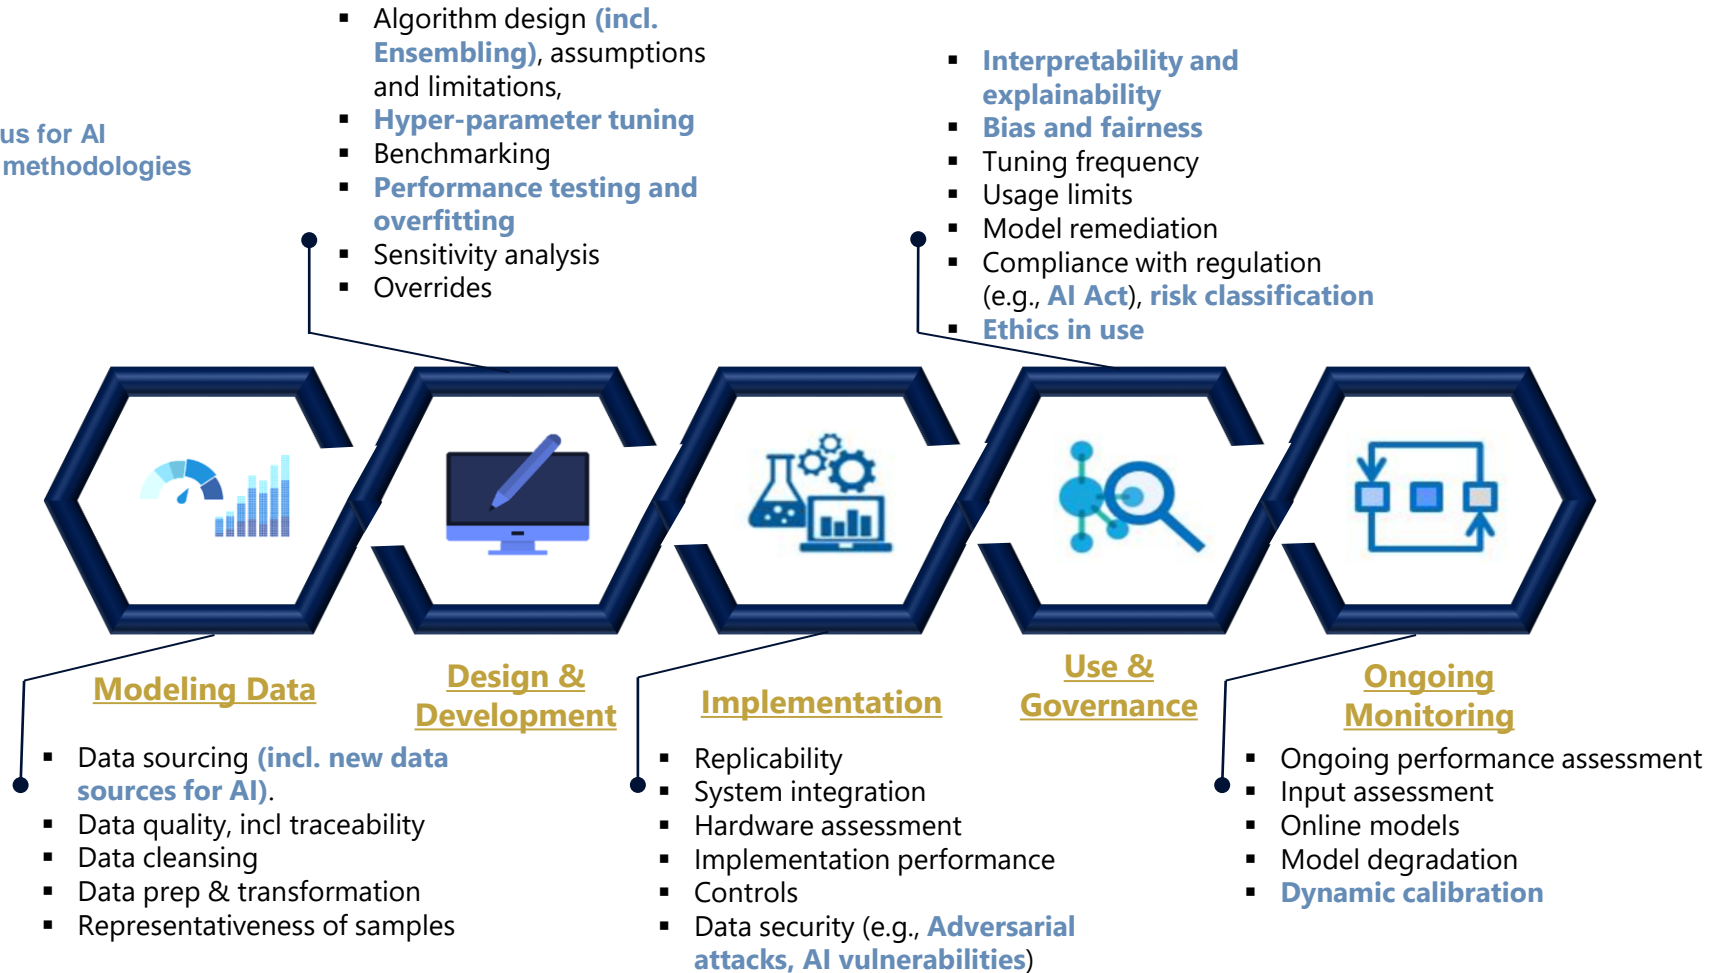 us for AI
methodologies
▪ Algorithm design (incl.
Ensembling), assumptions
and limitations,
▪ Hyper-parameter tuning
▪ Benchmarking
▪ Performance testing and
overfitting
▪ Sensitivity analysis
▪ Overrides
▪ Interpretability and
explainability
▪ Bias and fairness
▪ Tuning frequency
▪ Usage limits
▪ Model remediation
▪ Compliance with regulation
(e.g., AI Act), risk classification
▪ Ethics in use
Modeling Data
Design &
Development
Implementation
Use &
Governance
Ongoing
Monitoring
▪ Data sourcing (incl. new data
sources for AI).
▪ Data quality, incl traceability
▪ Data cleansing
▪ Data prep & transformation
▪ Representativeness of samples
▪ Replicability
▪ System integration
▪ Hardware assessment
▪ Implementation performance
▪ Controls
▪ Data security (e.g., Adversarial
attacks, AI vulnerabilities)
▪ Ongoing performance assessment
▪ Input assessment
▪ Online models
▪ Model degradation
▪ Dynamic calibration